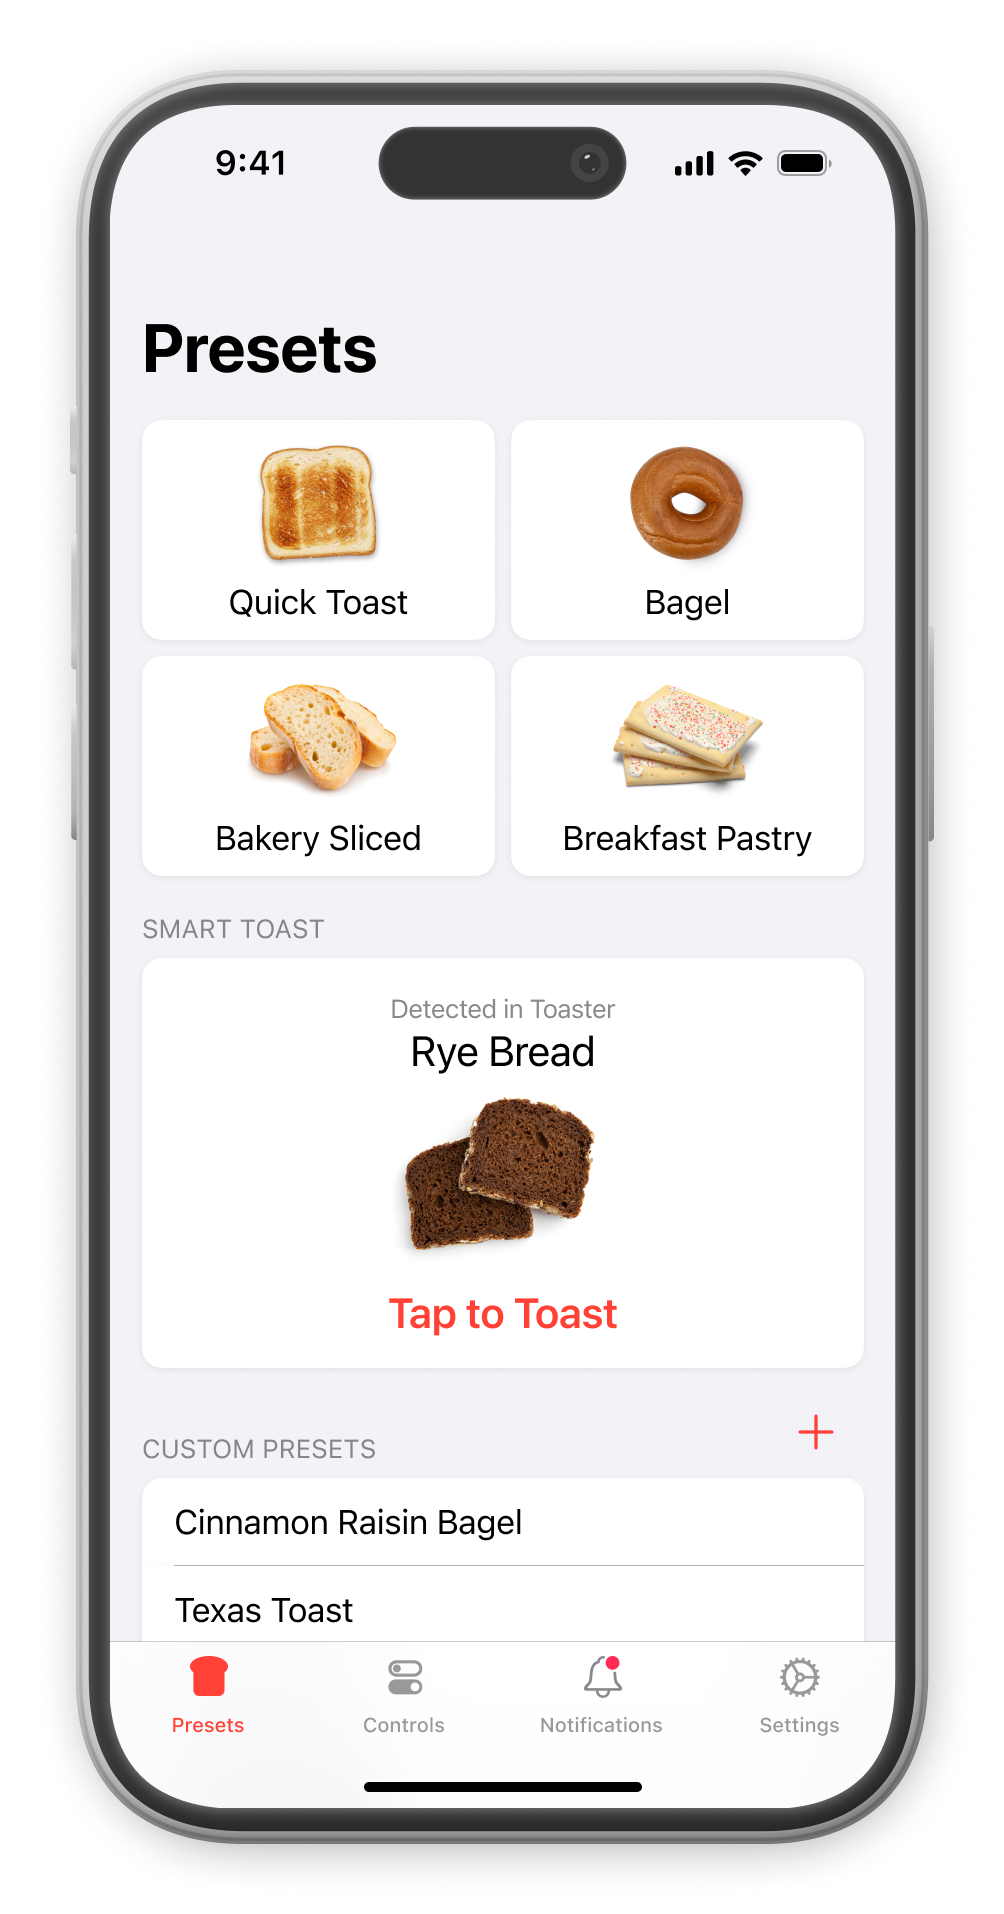 9:41
Presets
Quick Toast
Bagel
Bakery Sliced
Breakfast Pastry
SMART TOAST
Detected in Toaster
Rye Bread
Tap to Toast
CUSTOM PRESETS
Cinnamon Raisin Bagel
Texas Toast
Presets
Controls
Notifications
Settings